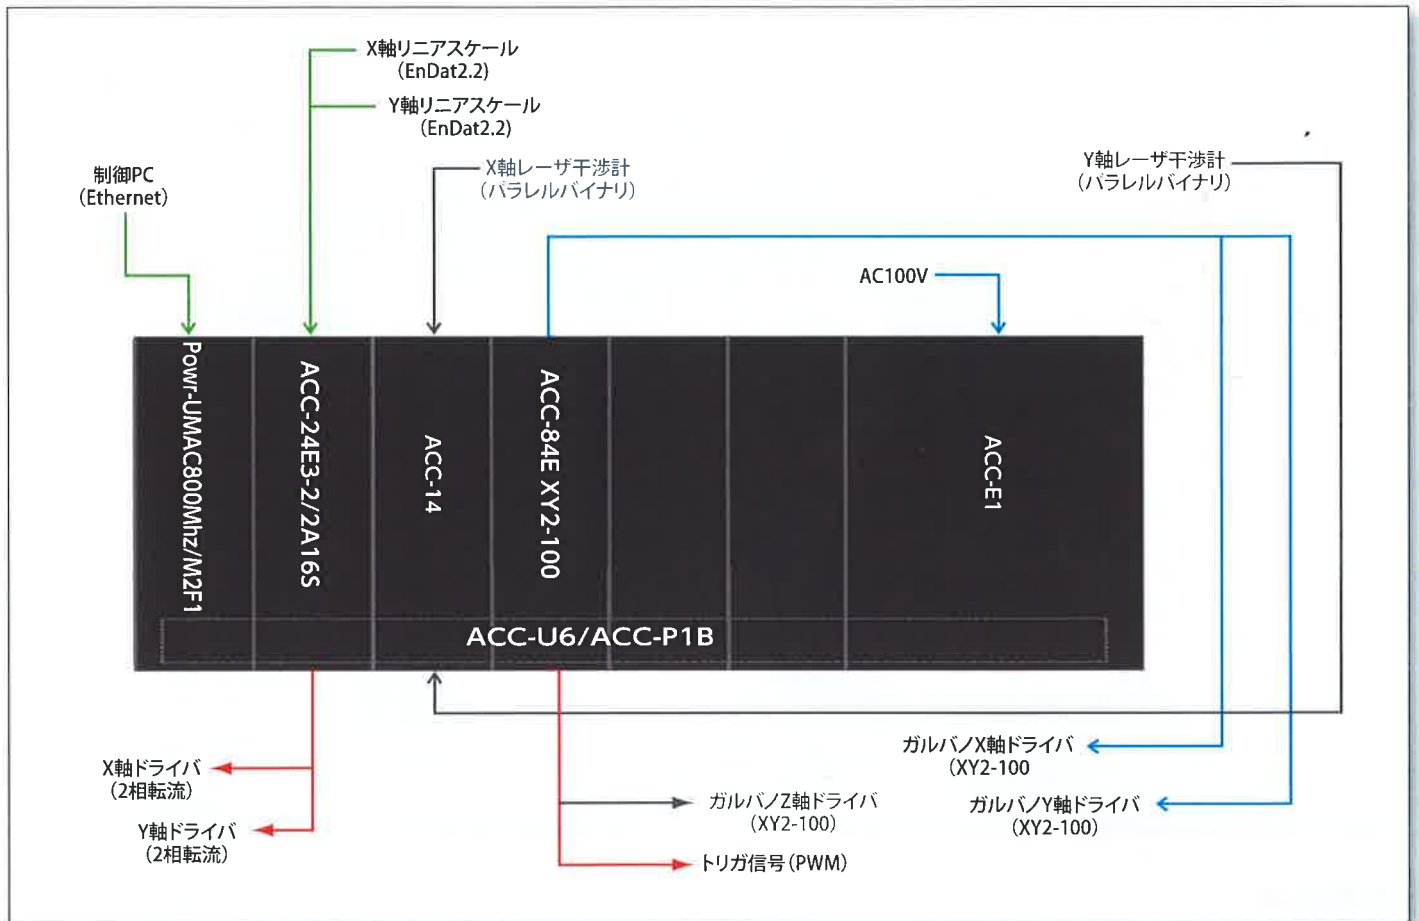 X軸リニアスケール
(EnDat2.2)
Y軸リニアスケール
(EnDat2.2)
制御PC
(Ethernet)
X軸レーザ干渉計
(パラレルバイナリ)
Y軸レーザ干渉計
(パラレルバイナリ)
AC100V
Powr-UMAC800Mhz/M2F1
ACC-24E3-2/2A16S
ACC-14
ACC-84E XY2-100
ACC-E1
ACC-U6/ACC-P1B
X軸ドライバ
(2相転流)
Y軸ドライバ
(2相転流)
ガルバノZ軸ドライバ
(XY2-100)
トリガ信号(PWM)
ガルバノX軸ドライバ
(XY2-100
ガルバノY軸ドライバ
(XY2-100)